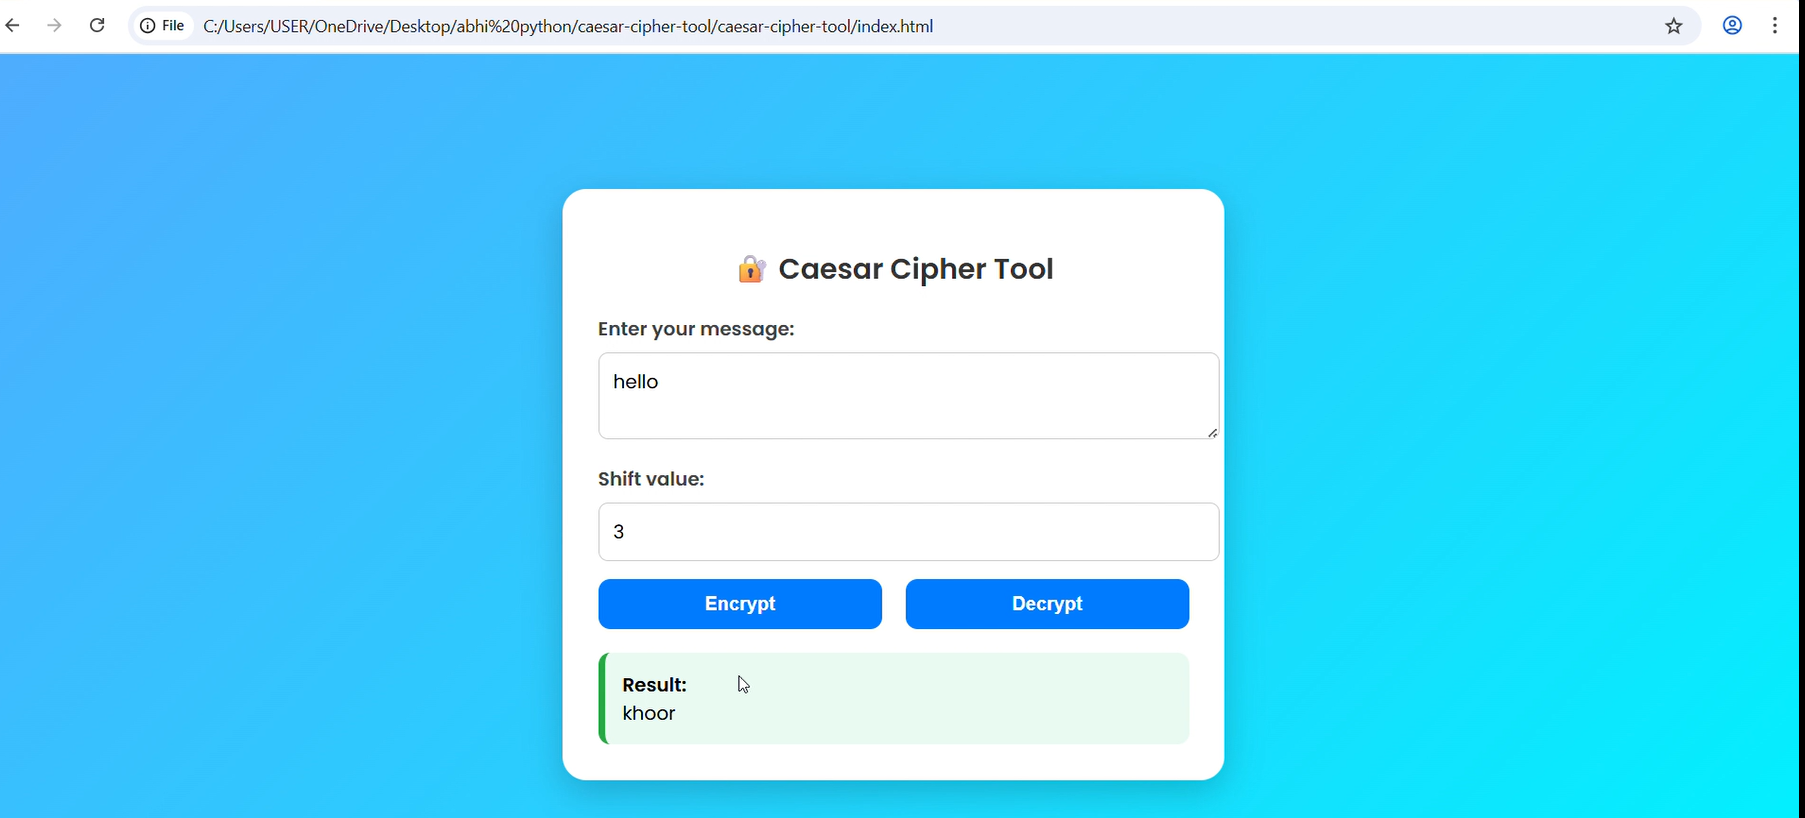 File C:/Users/USER/OneDrive/Desktop/abhi%20python/caesar-cipher-tool/caesar-cipher-tool/index.html
Caesar Cipher Tool
Enter your message:
hello
Shift value:
3
Encrypt Decrypt
Result:
khoor